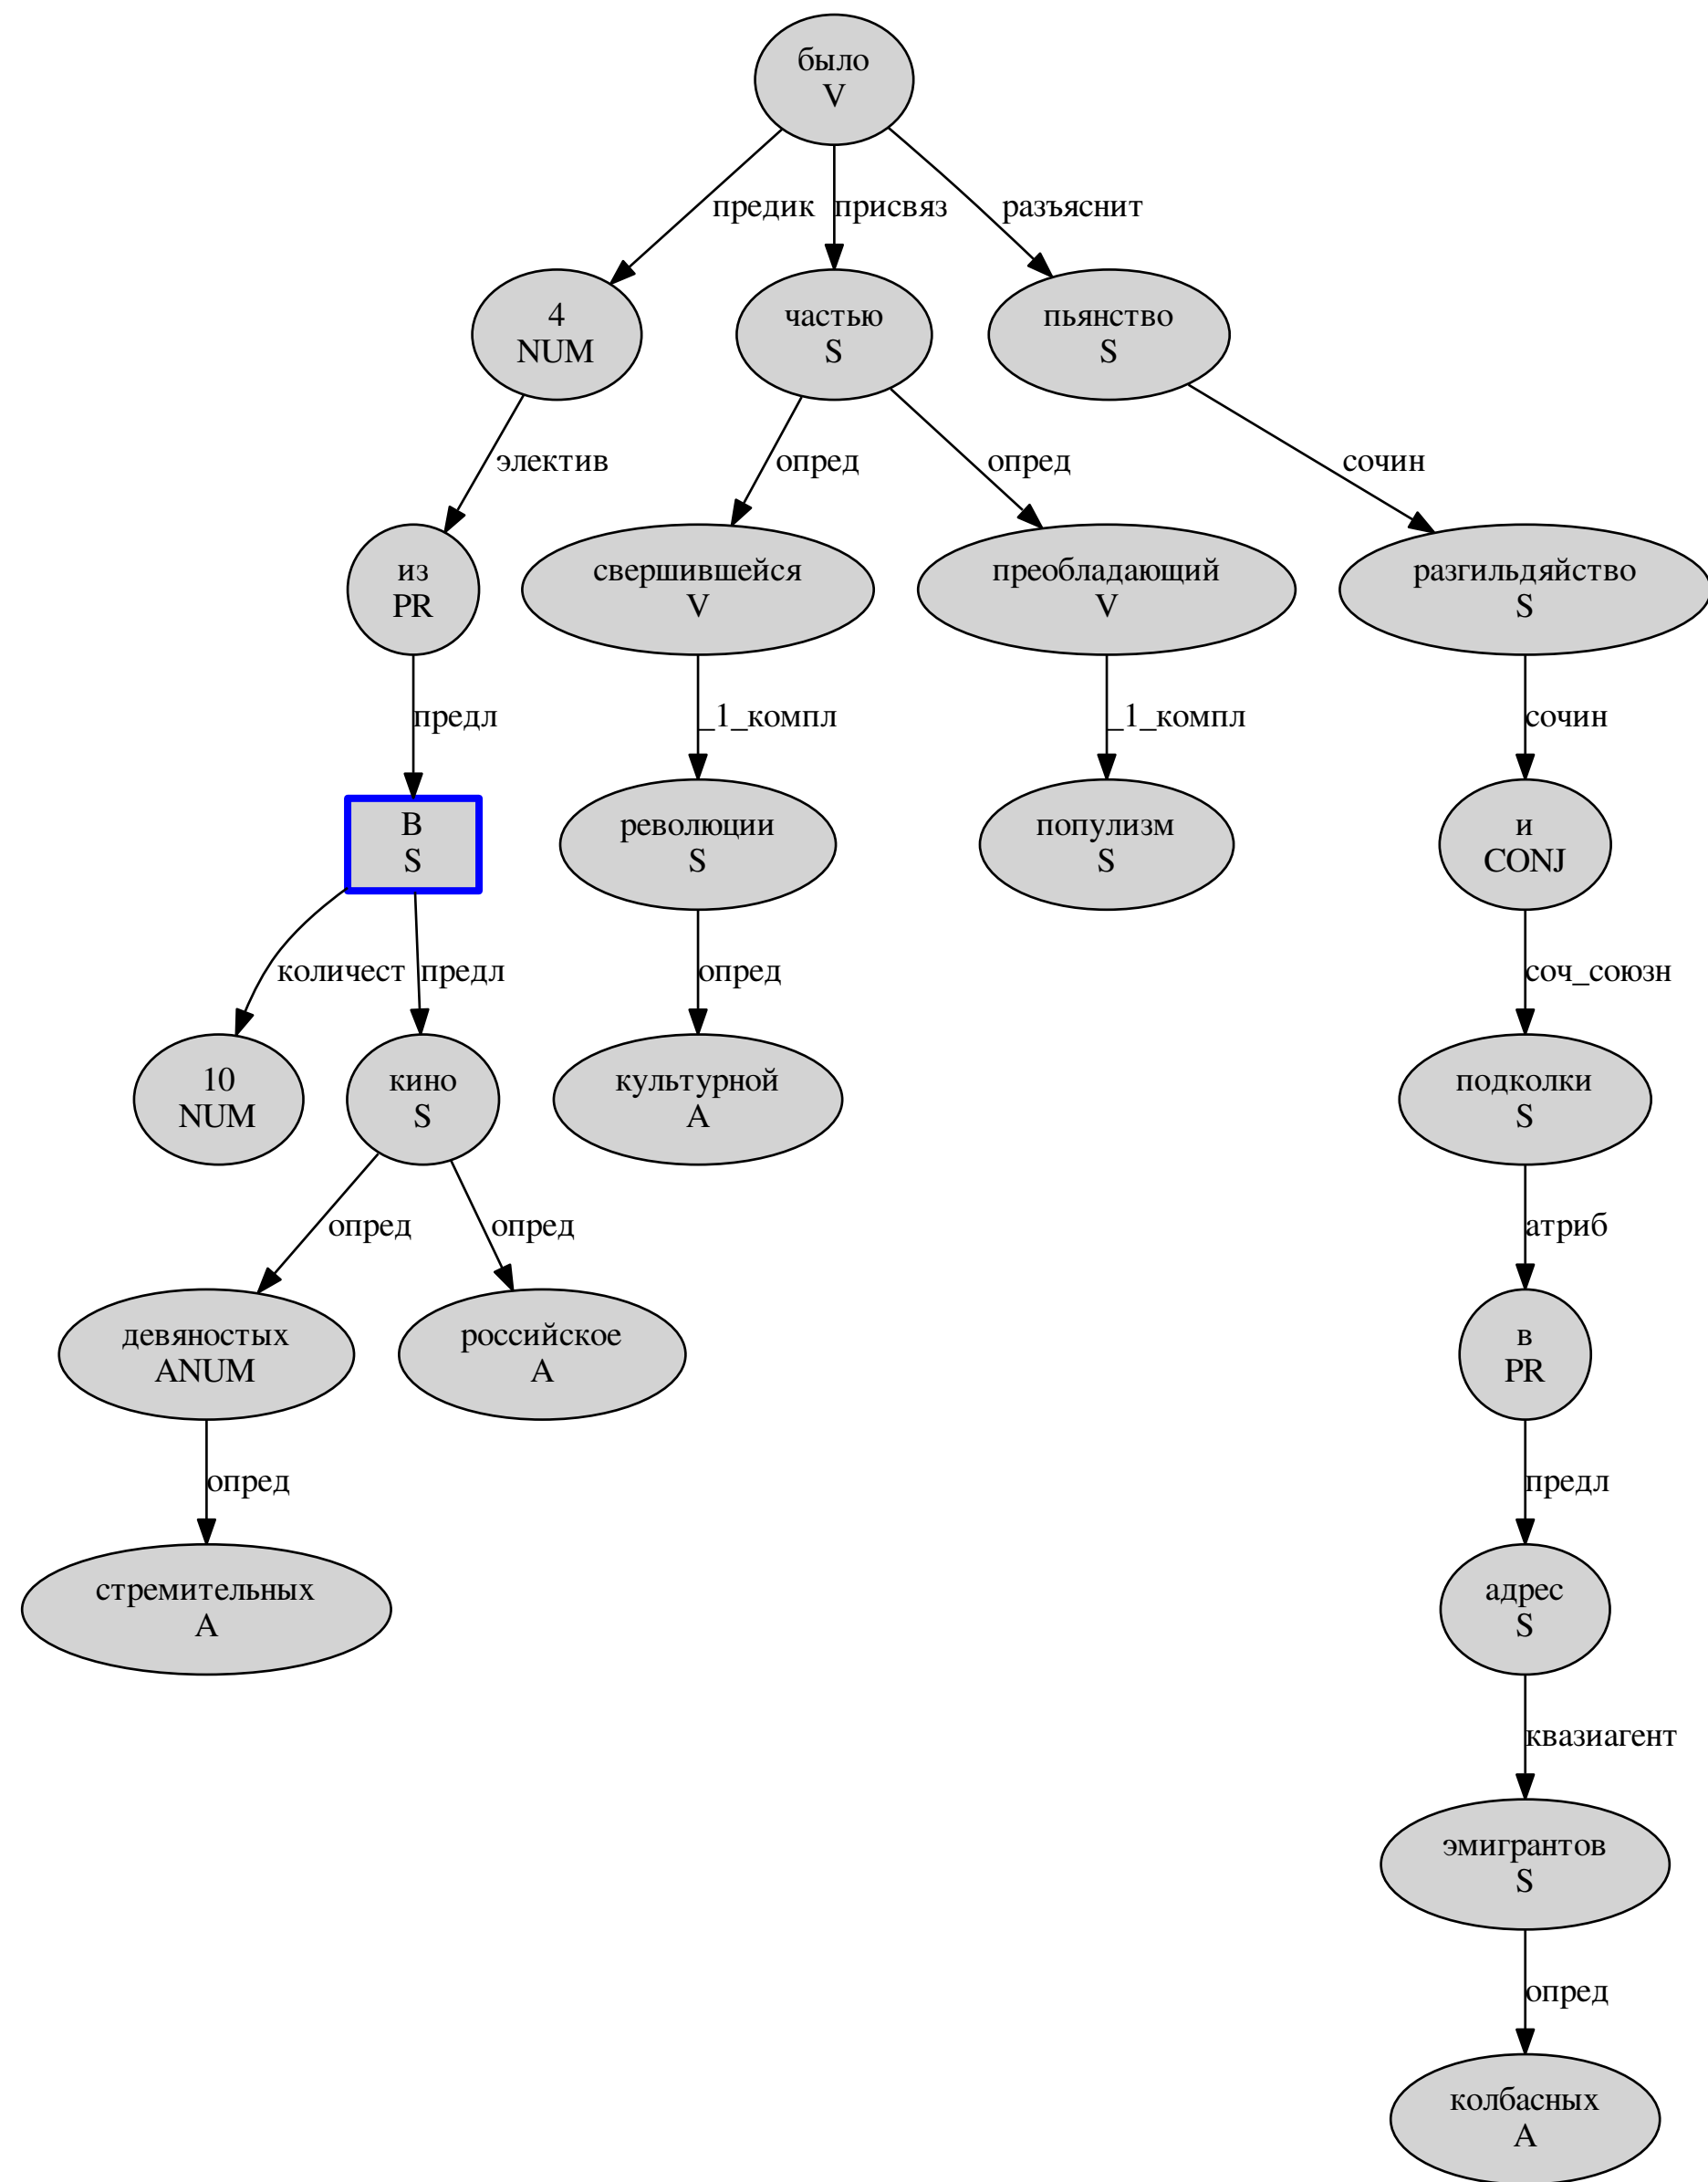 было
V
предик присвяз разъяснит
4
NUM
частью
S
пьянство
S
электив опред опред сочин
из
PR
свершившейся
V
преобладающий
V
разгильдяйство
S
предл _1_компл _1_компл сочин
В
S
революции
S
популизм
S
и
CONJ
количест предл опред соч_союзн
10
NUM
кино
S
культурной
A
подколки
S
опред опред атриб
девяностых
ANUM
российское
A
в
PR
опред предл
стремительных
A
адрес
S
квазиагент
эмигрантов
S
опред
колбасных
A